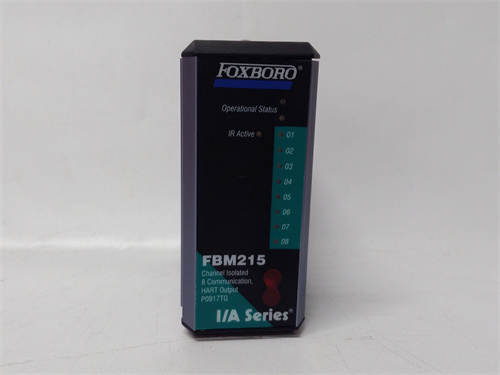 FOXBORO®
Operational Status
IR Active
01
02
03
04
05
06
07
08
FBM215
Channel Isolated
8 Communication,
HART Output
P0917TG
I/A Series®